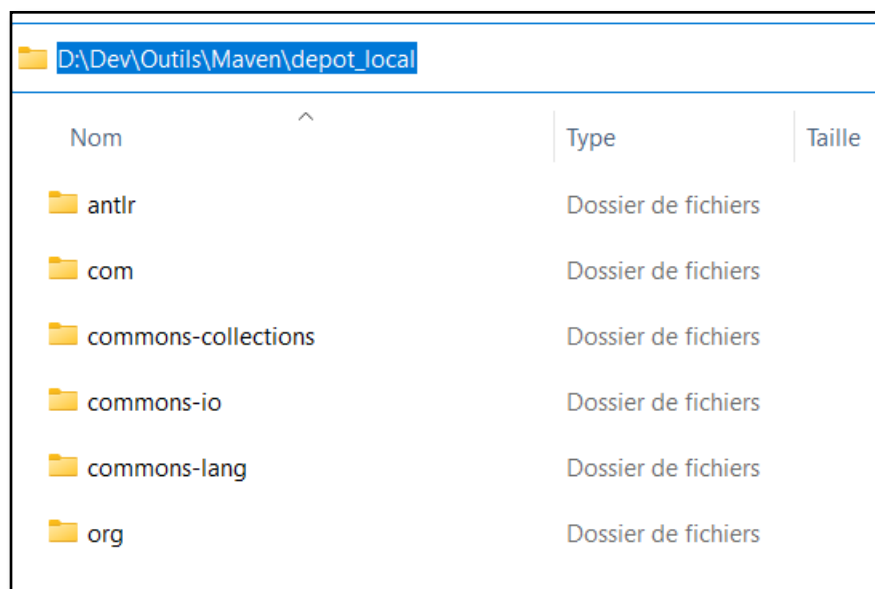 D:\Dev\Outils\Maven\depot_local
Nom Type Taille
antlr Dossier de fichiers
com Dossier de fichiers
commons-collections Dossier de fichiers
commons-io Dossier de fichiers
commons-lang Dossier de fichiers
org Dossier de fichiers